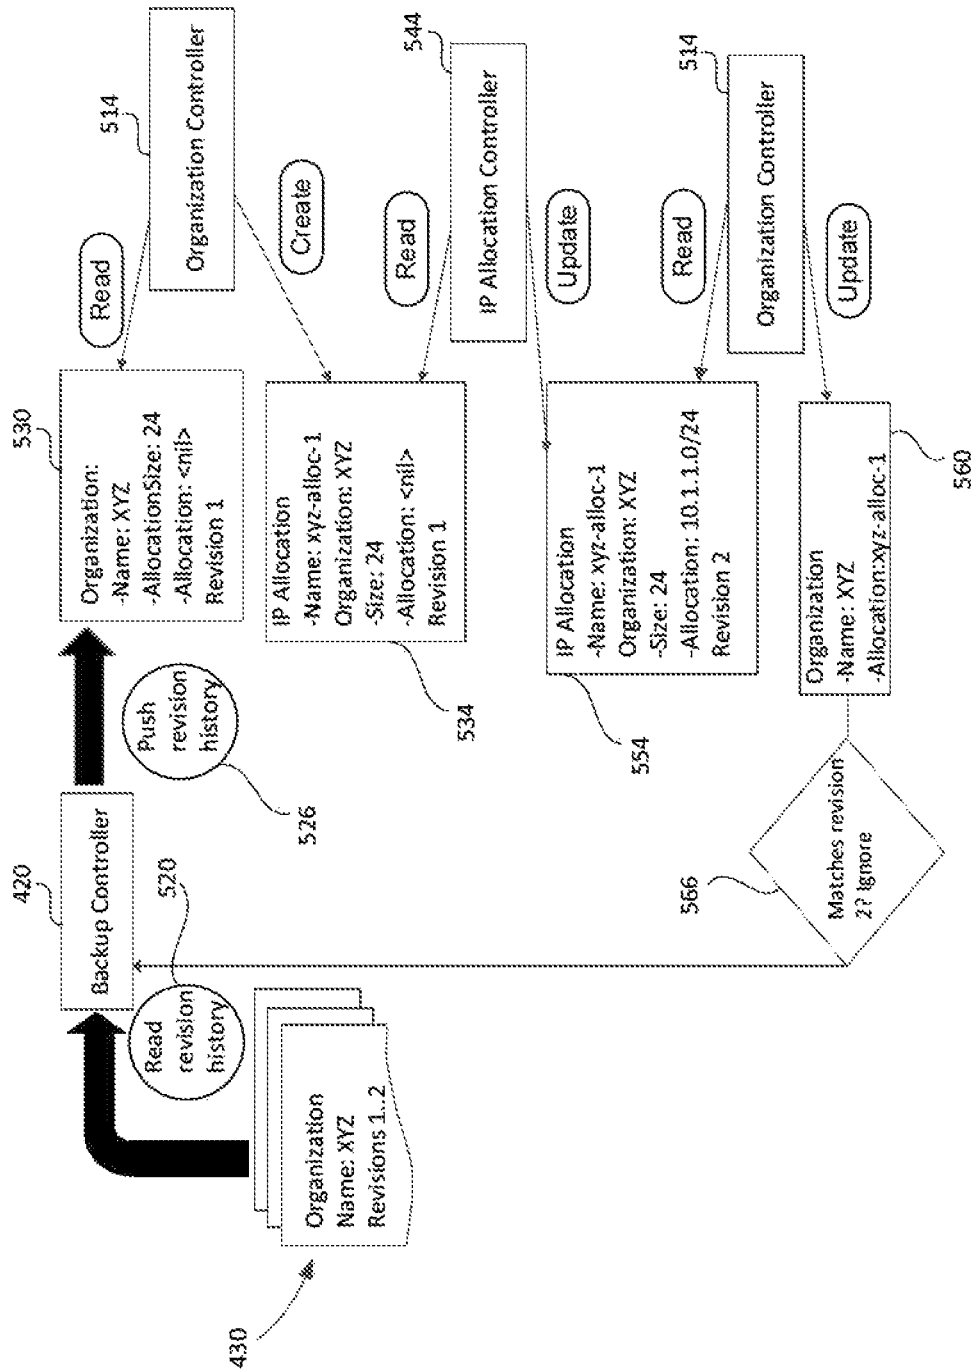 430
Organization
Name: XYZ
Revisions 1..2
Read
revision
history
520
420
Backup Controller
Push
revision
history
526
530
Organization:
-Name: XYZ
-AllocationSize: 24
-Allocation: <nil>
Revision 1
Read
514
Organization Controller
Create
534
IP Allocation
-Name: xyz-alloc-1
Organization: XYZ
-Size: 24
-Allocation: <nil>
Revision 1
Read
544
IP Allocation Controller
Update
554
IP Allocation
-Name: xyz-alloc-1
Organization: XYZ
-Size: 24
-Allocation: 10.1.1.0/24
Revision 2
Read
514
Organization Controller
Update
560
Organization
-Name: XYZ
-Allocation:xyz-alloc-1
566
Matches revision
2? Ignore